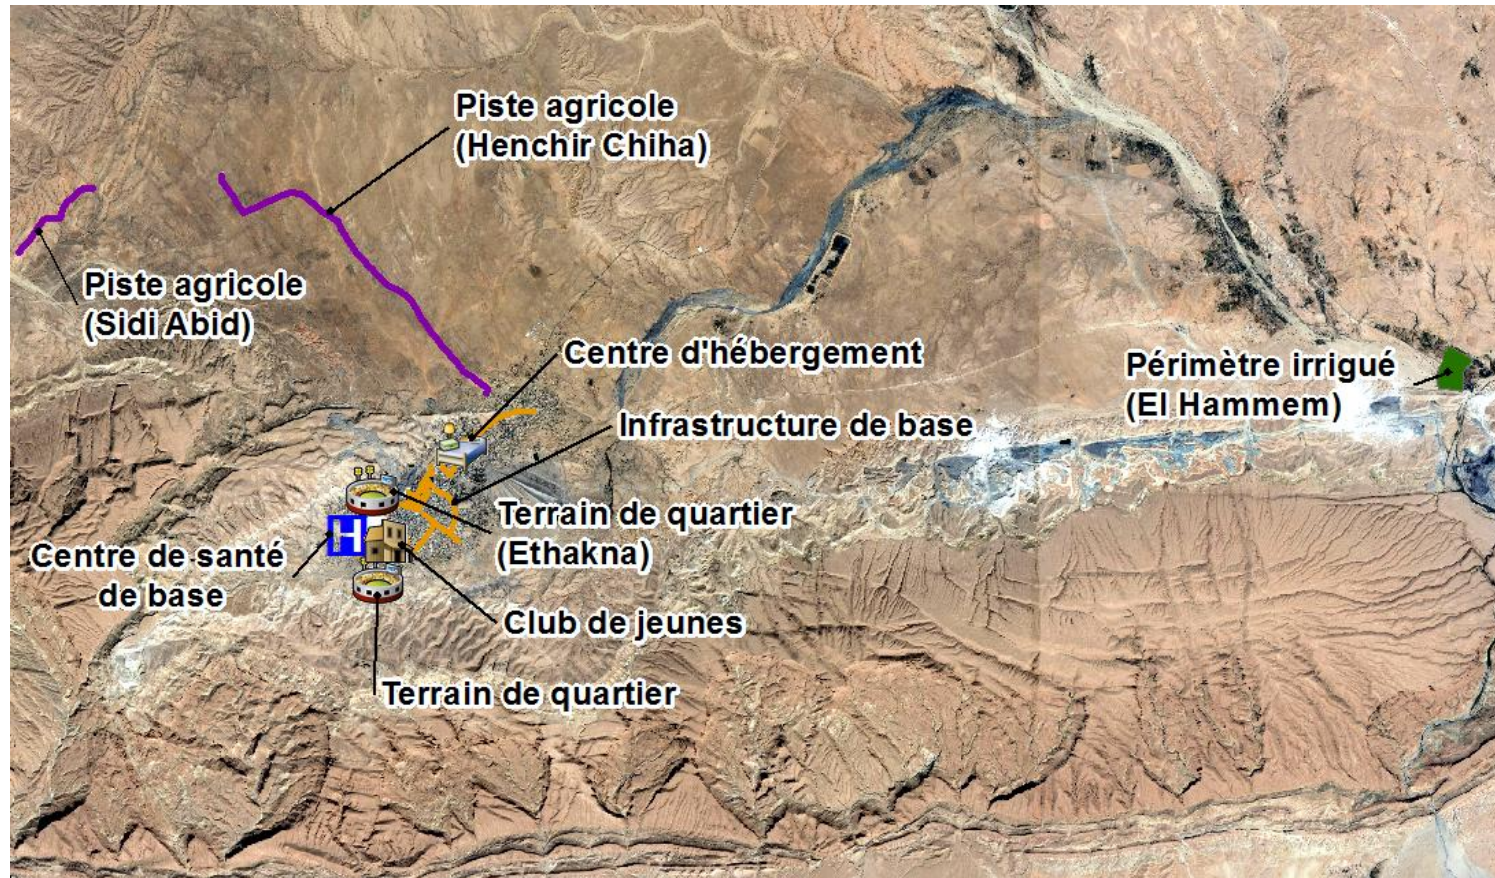 Piste agricole
(Henchir Chiha)
Piste agricole
(Sidi Abid)
Centre d'hébergement
Périmètre irrigué
(El Hammem)
Infrastructure de base
Terrain de quartier
(Ethakna)
Centre de santé
de base
H
Club de jeunes
Terrain de quartier